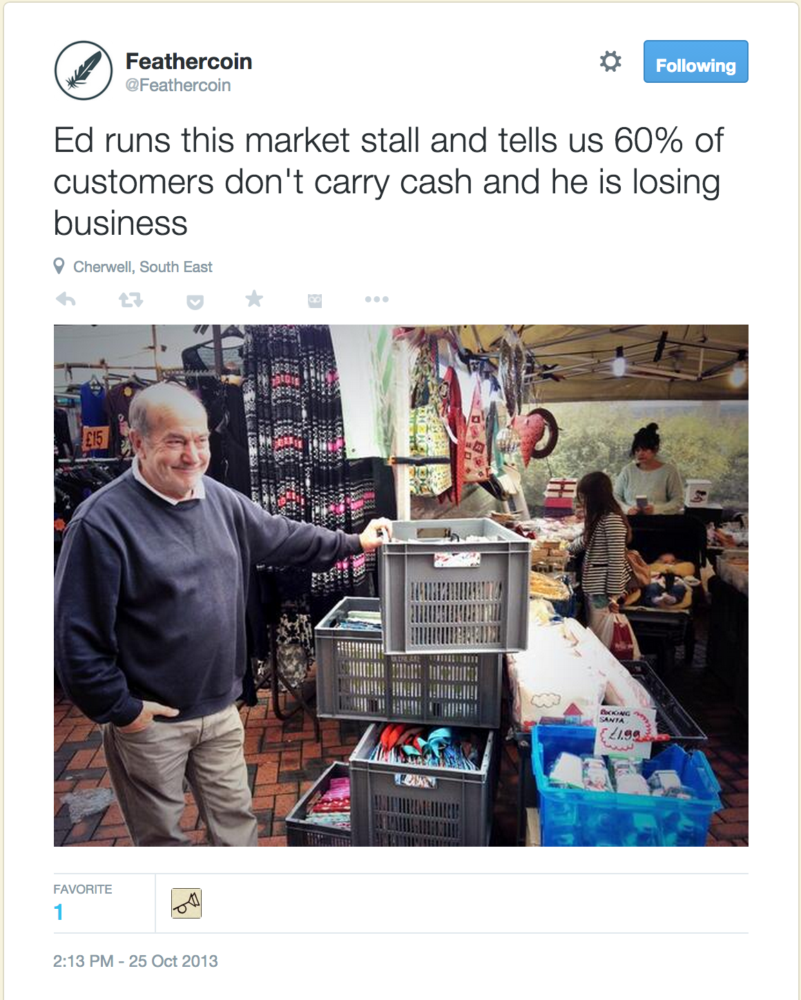 Feathercoin
@Feathercoin
Following
Ed runs this market stall and tells us 60% of
customers don't carry cash and he is losing
business
Cherwell, South East
£15
ROCKING
SANTA
£1.99
FAVORITE
1
2:13 PM - 25 Oct 2013